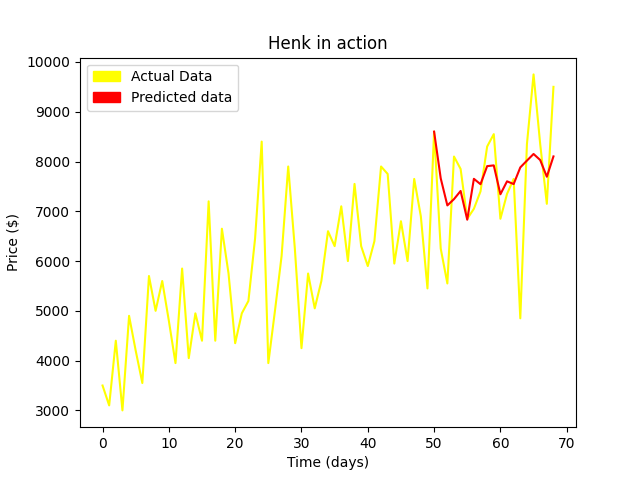 Henk in action
Actual Data
Predicted data
Price ($)
10000
9000
8000
7000
6000
5000
4000
3000
0 10 20 30 40 50 60 70
Time (days)